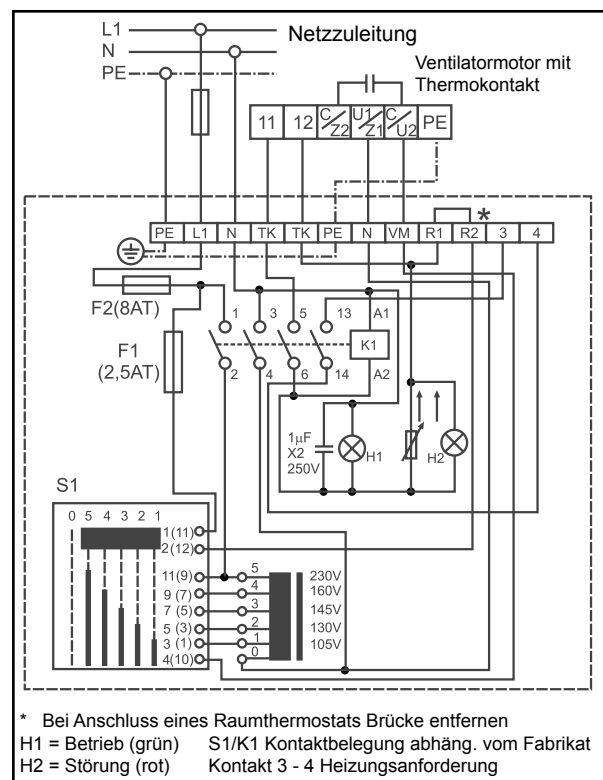 L1
Netzzuleitung
N
PE
Ventilatormotor mit
Thermokontakt
11 12 C/Z2 U1/Z1 C/U2 PE
*
PE L1 N TK TK PE N VM R1 R2 3 4
F2(8AT)
1 3 5 13 A1
F1
(2,5AT)
K1
2 4 6 14 A2
1µF
X2
250V
H1
H2
S1
0 5 4 3 2 1
1(11)
2(12)
11(9) 5 230V
9(7) 4 160V
7(5) 3 145V
5(3) 2 130V
3(1) 1 105V
4(10) 0
* Bei Anschluss eines Raumthermostats Brücke entfernen
H1 = Betrieb (grün) S1/K1 Kontaktbelegung abhäng. vom Fabrikat
H2 = Störung (rot) Kontakt 3 - 4 Heizungsanforderung